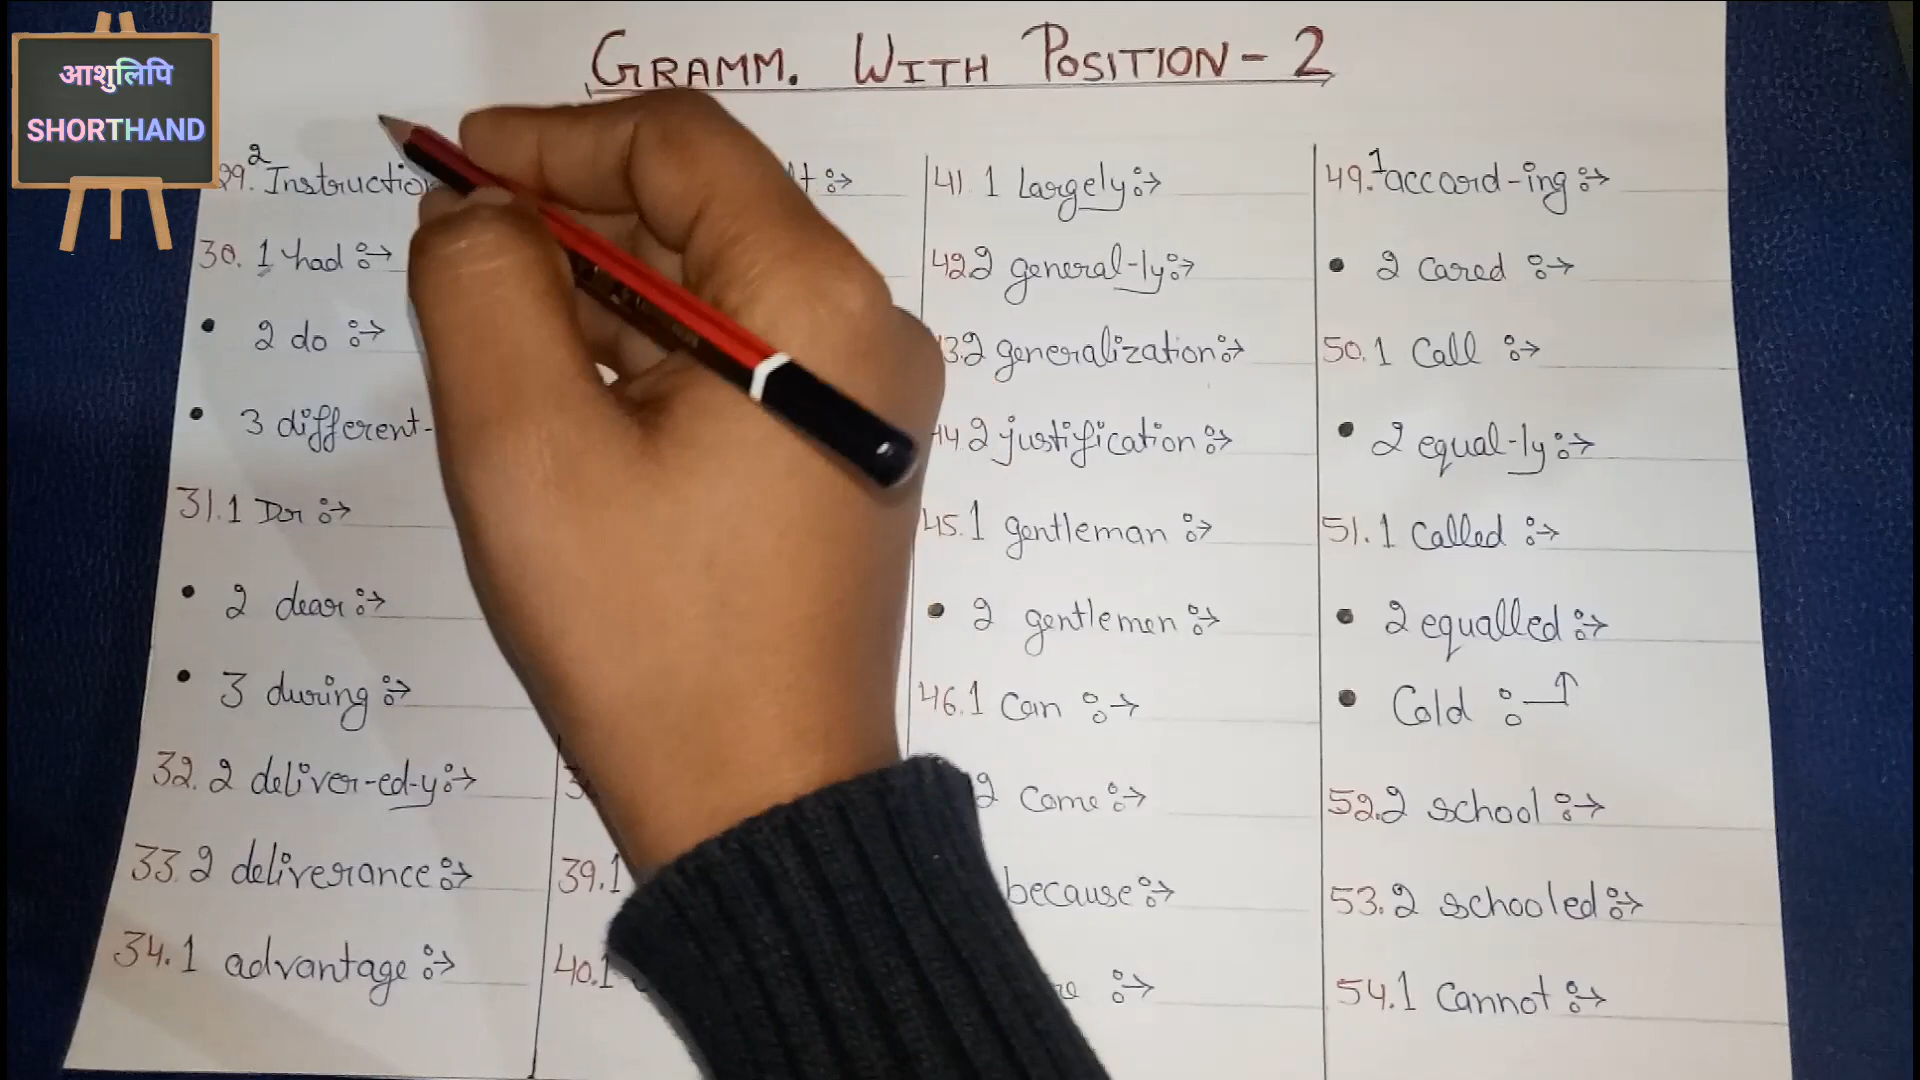 आशुलिपि
SHORTHAND
GRAMM. WITH POSITION - 2
29. 2 Instruction
30. 1 had
2 do
3 different-
31. 1 Dr
2 dear
3 during
32. 2 deliver-ed-y
33. 2 deliverance
34. 1 advantage
39. 1
40. 1
41. 1 Largely
42 2 general-ly
3. 2 generalization
44. 2 justification
45. 1 gentleman
2 gentlemen
46. 1 Can
2 Come
because
49. 1 accord-ing
2 Cared
50. 1 Call
2 equal-ly
51. 1 Called
2 equalled
Cold
52. 2 school
53. 2 schooled
54. 1 Cannot